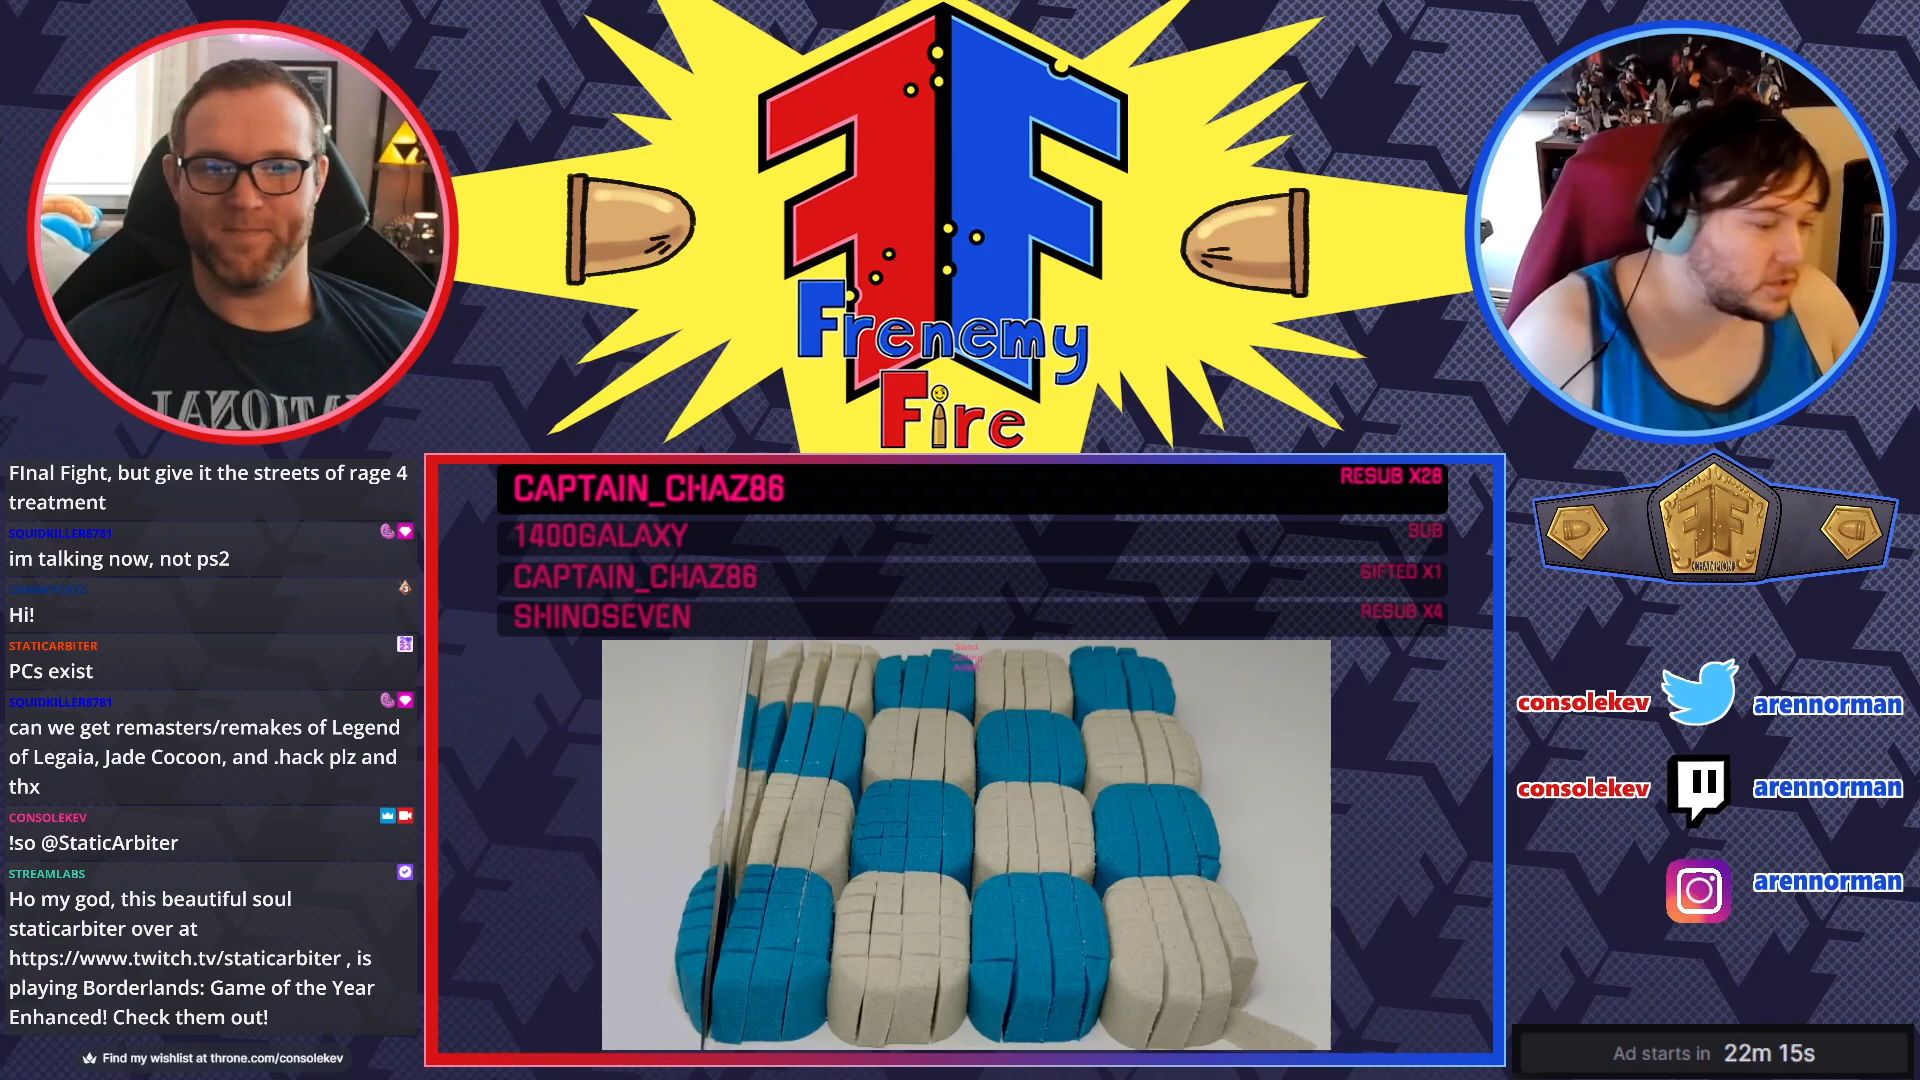 FInal Fight, but give it the streets of rage 4
treatment
SQUIDKILLER8781
im talking now, not ps2
Hi!
STATICARBITER
PCs exist
SQUIDKILLER8781
can we get remasters/remakes of Legend
of Legaia, Jade Cocoon, and .hack plz and
thx
CONSOLEKEV
!so @StaticArbiter
STREAMLABS
Ho my god, this beautiful soul
staticarbiter over at
https://www.twitch.tv/staticarbiter , is
playing Borderlands: Game of the Year
Enhanced! Check them out!
Find my wishlist at throne.com/consolekev
FF
Frenemy
Fire
CAPTAIN_CHAZ86 RESUB X28
1400GALAXY SUB
CAPTAIN_CHAZ86 GIFTED X1
SHINOSEVEN RESUB X4
Sand
Cutting
FF
CHAMPION
consolekev arennorman
consolekev arennorman
arennorman
Ad starts in 22m 15s